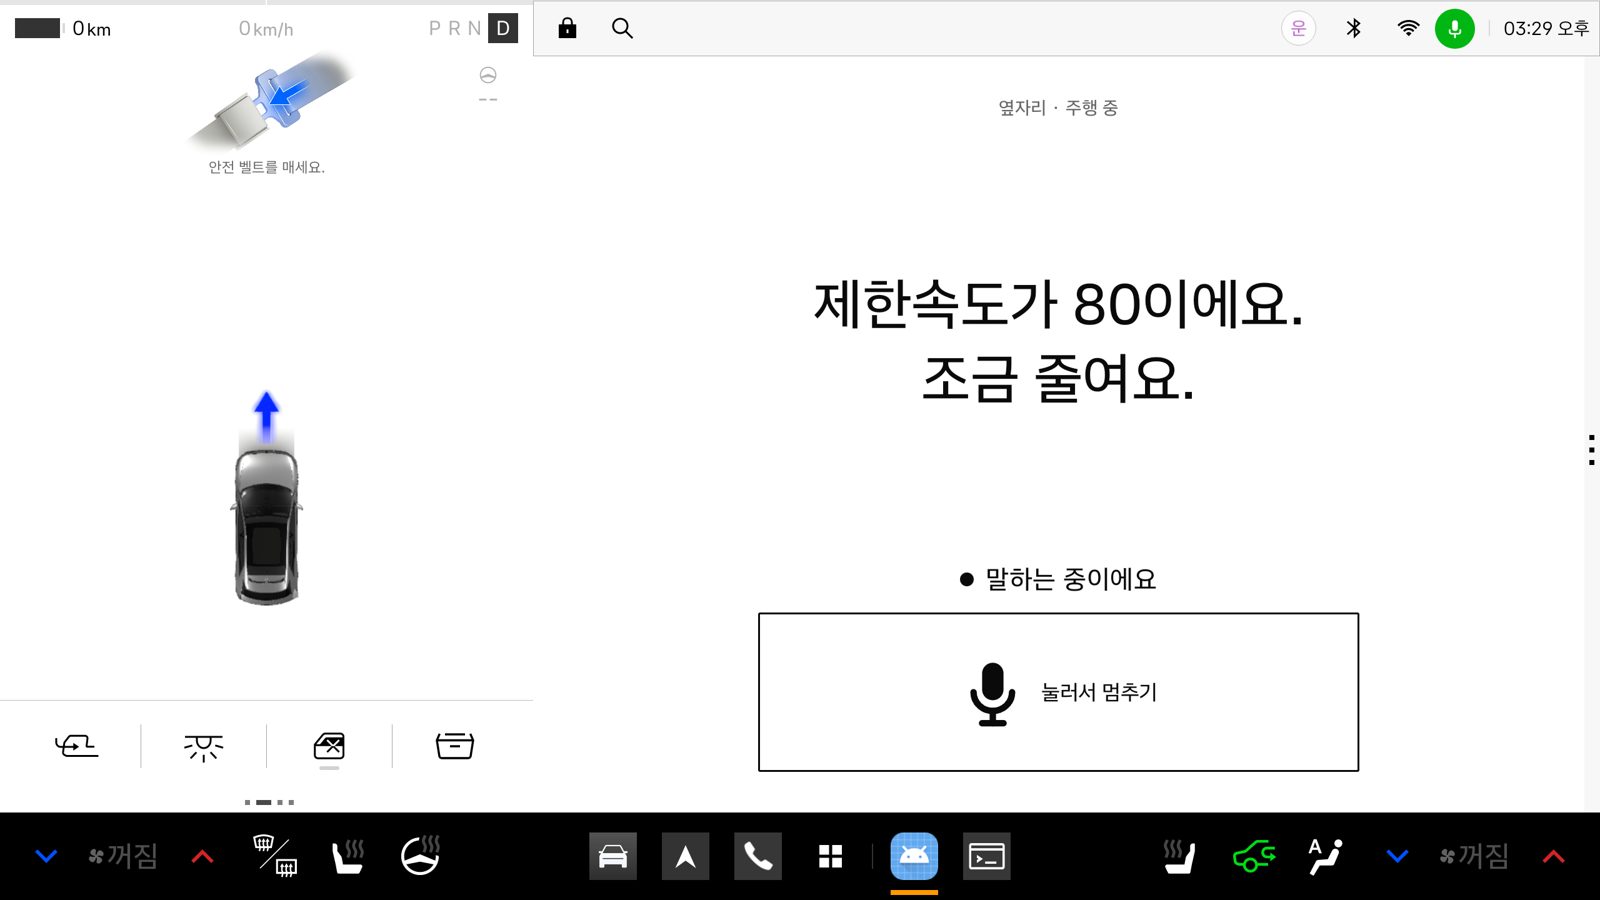 0km
0km/h
P R N D
운
03:29 오후
안전 벨트를 매세요.
옆자리 · 주행 중
제한속도가 80이에요.
조금 줄여요.
● 말하는 중이에요
눌러서 멈추기
꺼짐
A
꺼짐